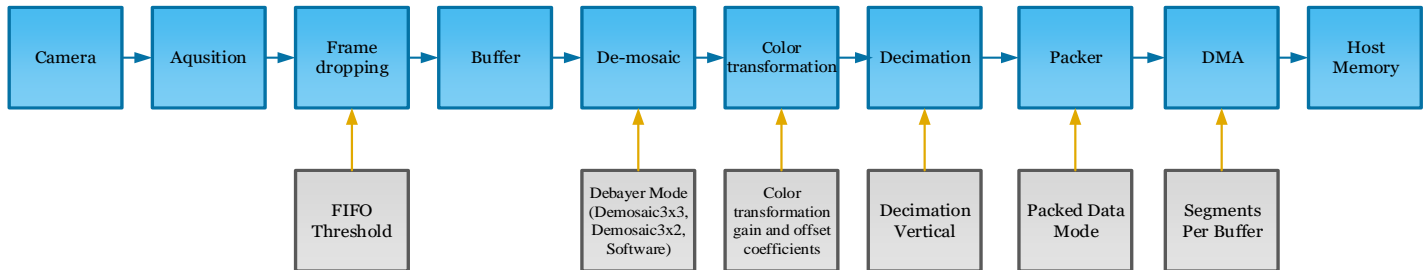 Camera
Aqusition
Frame
dropping
Buffer
De-mosaic
Color
transformation
Decimation
Packer
DMA
Host
Memory
FIFO
Threshold
Debayer Mode
(Demosaic3x3,
Demosaic3x2,
Software)
Color
transformation
gain and offset
coefficients
Decimation
Vertical
Packed Data
Mode
Segments
Per Buffer